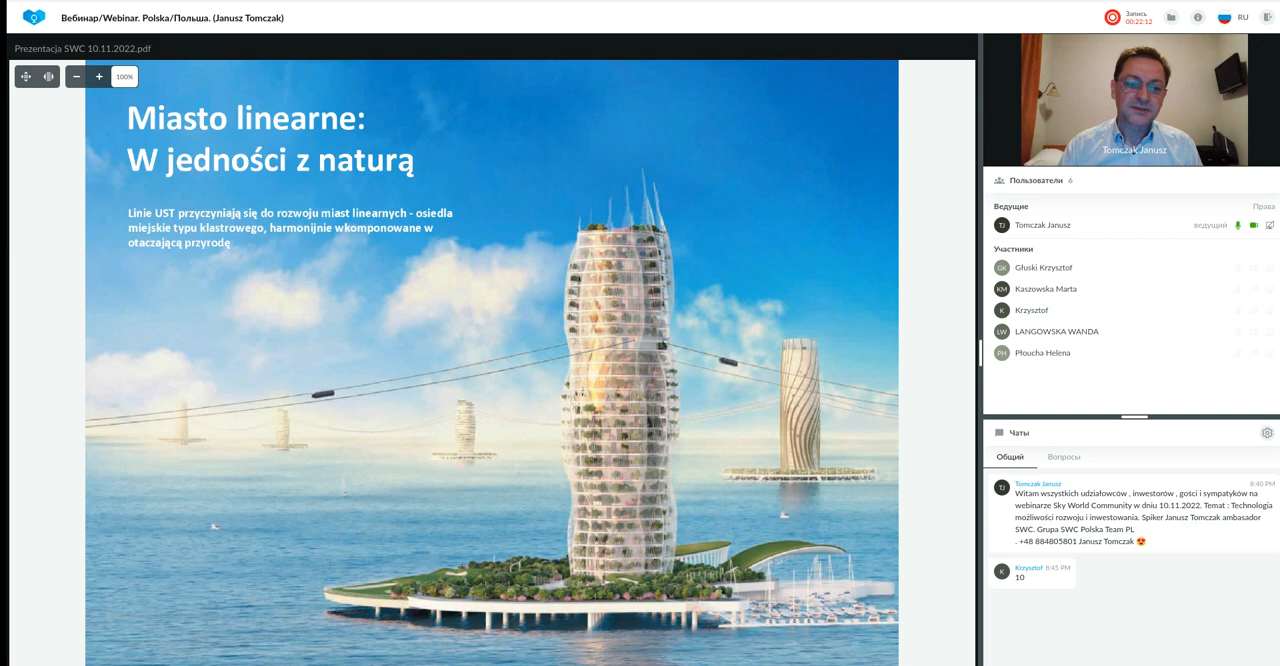 Вебинар/Webinar. Polska/Польша. (Janusz Tomczak)
Запись
00:22:12
RU
Prezentacja SWC 10.11.2022.pdf
100%
Miasto linearne:
W jedności z naturą
Linie UST przyczyniają się do rozwoju miast linearnych - osiedla
miejskie typu klastrowego, harmonijnie wkomponowane w
otaczającą przyrodę
Tomczak Janusz
Пользователи 6
Ведущие Права
TJ Tomczak Janusz ведущий
Участники
GK Głuski Krzysztof
KM Kaszowska Marta
K Krzysztof
LW LANGOWSKA WANDA
PH Płoucha Helena
Чаты
Общий Вопросы
TJ Tomczak Janusz 8:40 PM
Witam wszystkich udziałowców , inwestorów , gości i sympatyków na
webinarze Sky World Community w dniu 10.11.2022. Temat : Technologia
możliwości rozwoju i inwestowania. Spiker Janusz Tomczak ambasador
SWC. Grupa SWC Polska Team PL
. +48 884805801 Janusz Tomczak 😍
K Krzysztof 8:45 PM
10